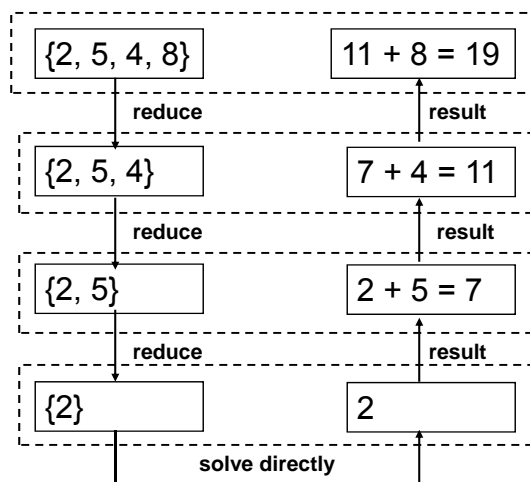 {2, 5, 4, 8} 11 + 8 = 19
reduce result
{2, 5, 4} 7 + 4 = 11
reduce result
{2, 5} 2 + 5 = 7
reduce result
{2} 2
solve directly